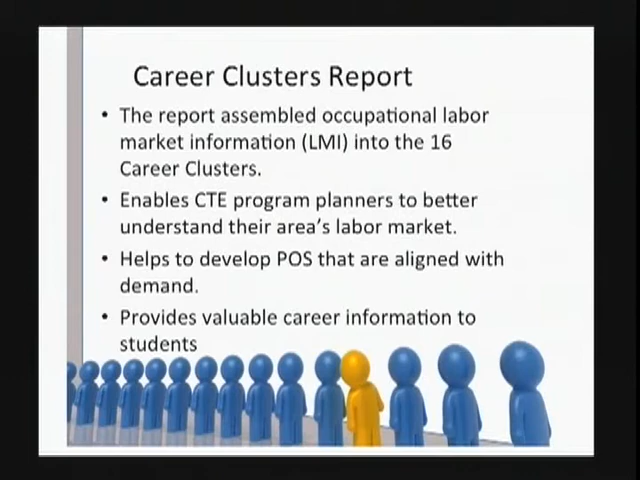 Career Clusters Report
• The report assembled occupational labor
market information (LMI) into the 16
Career Clusters.
• Enables CTE program planners to better
understand their area's labor market.
• Helps to develop POS that are aligned with
demand.
• Provides valuable career information to
students